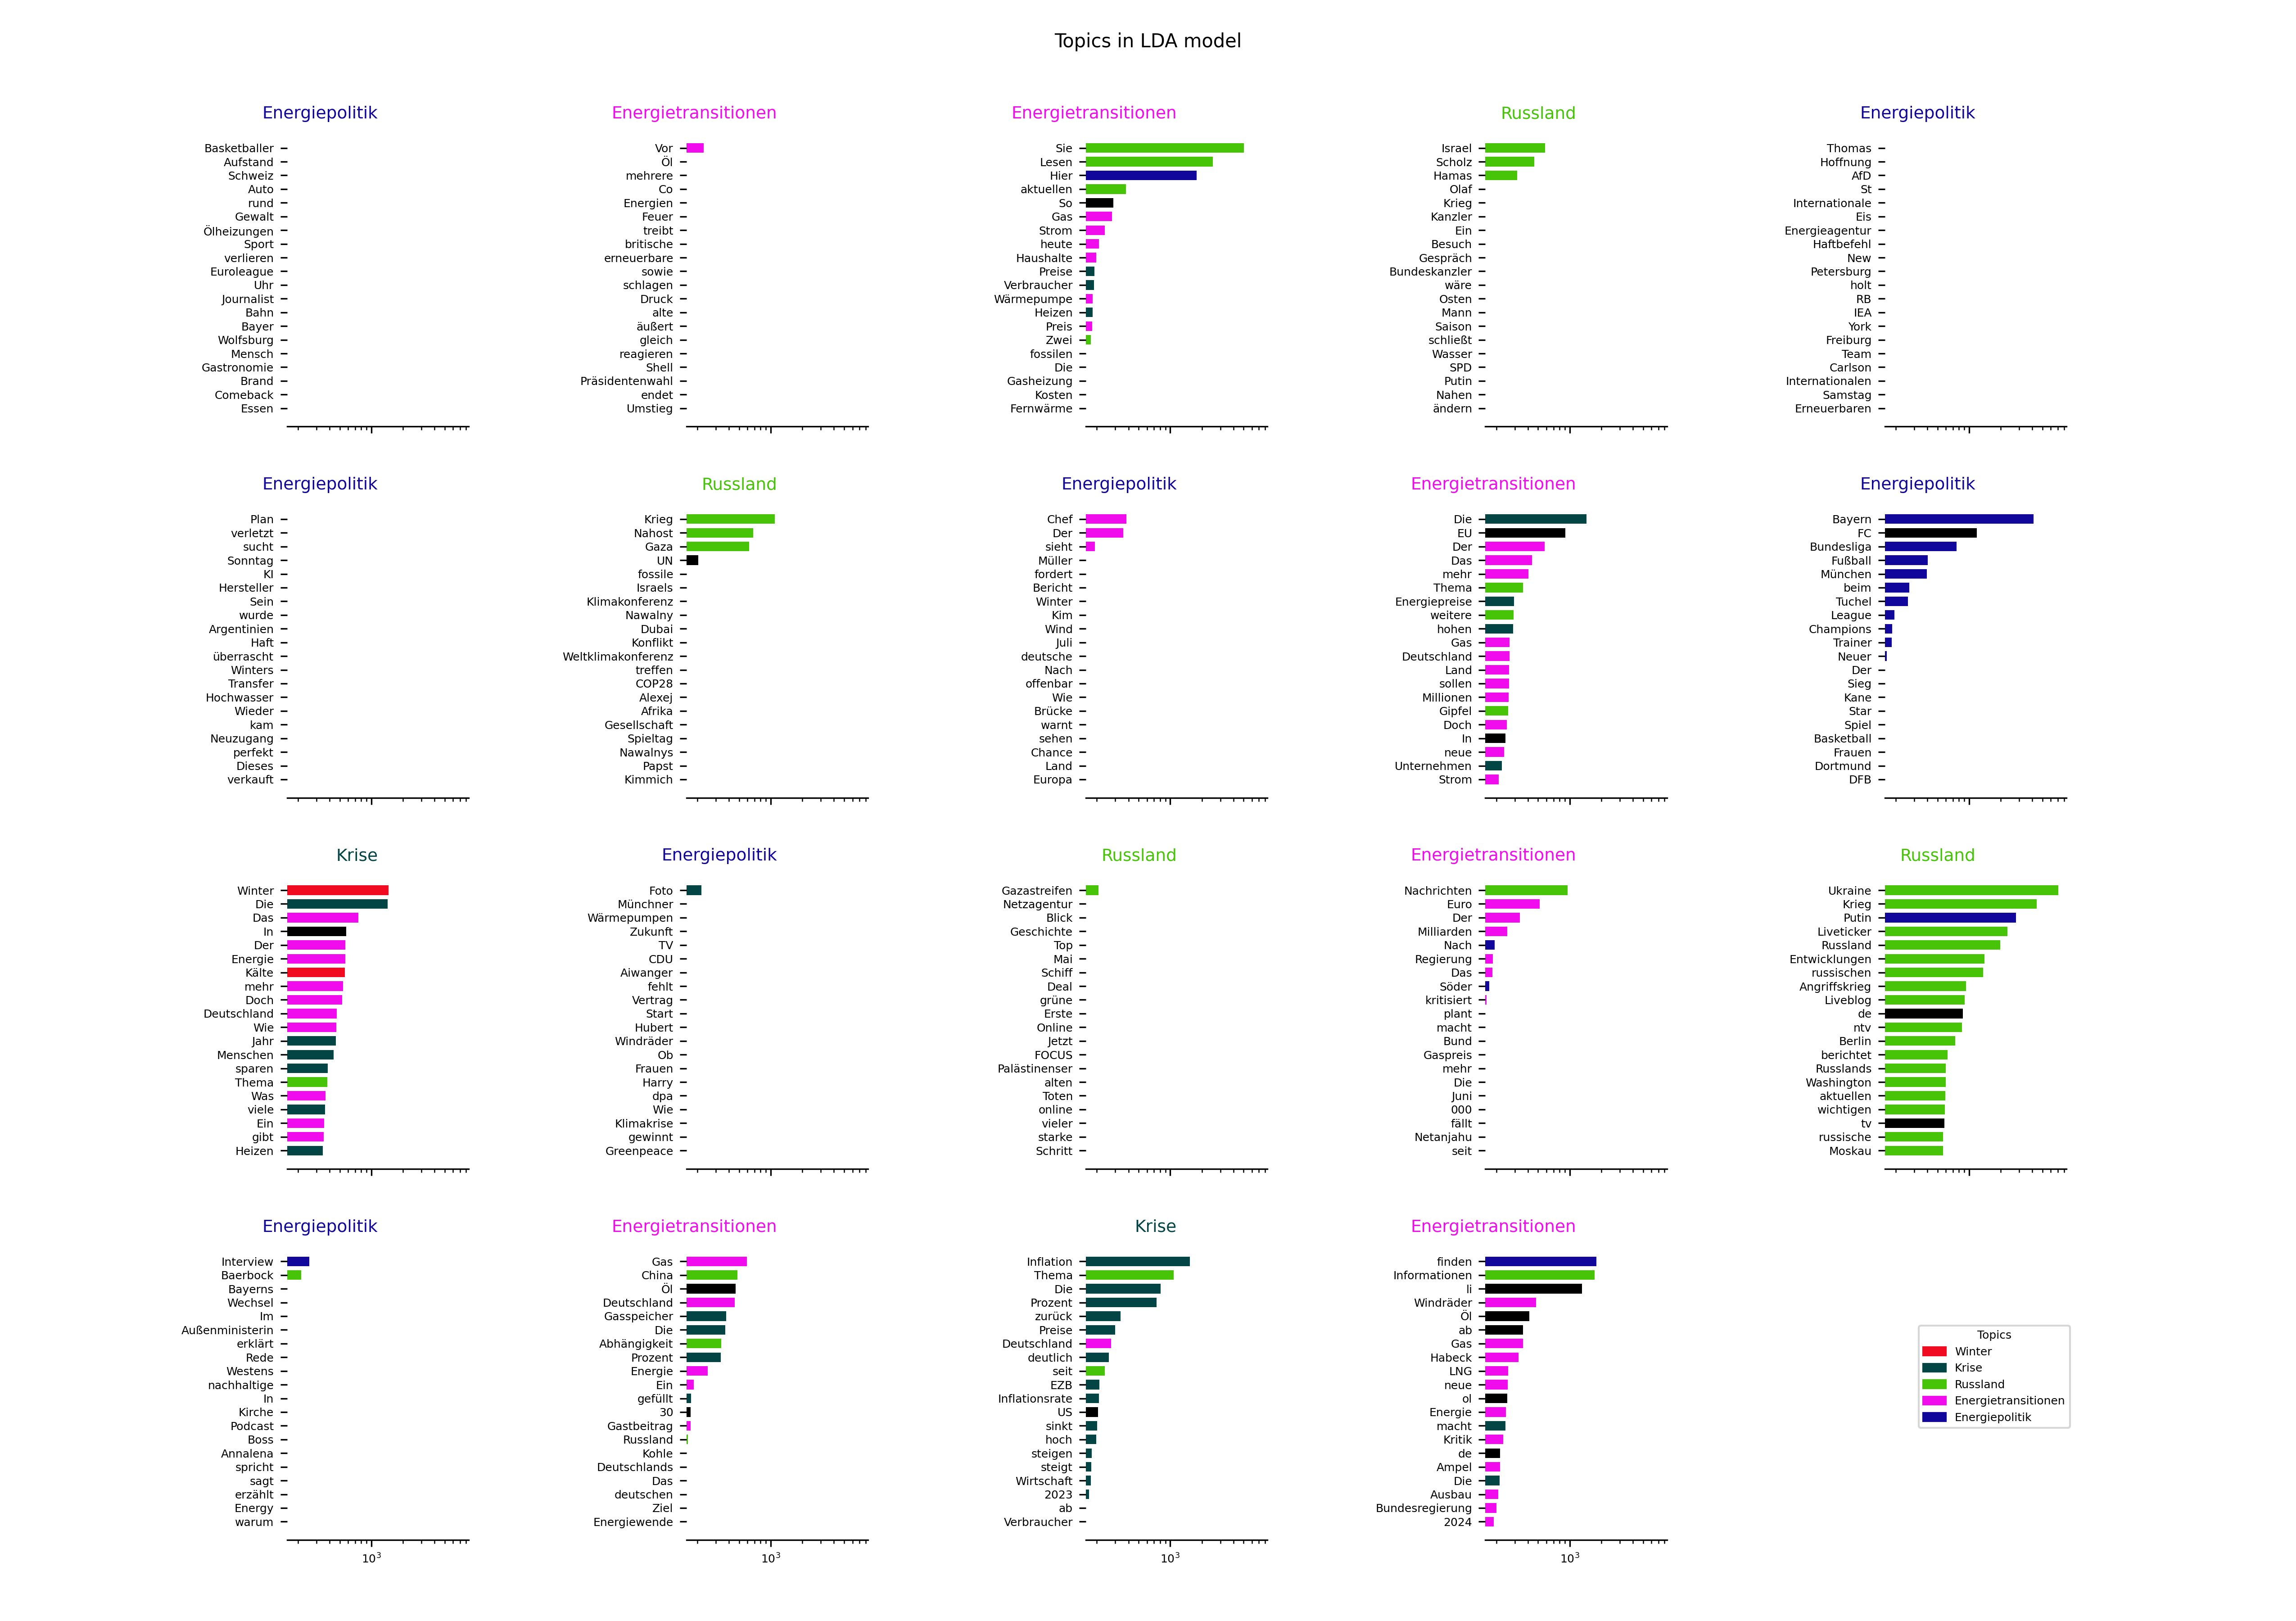 Topics in LDA model
Energiepolitik
Basketballer
Aufstand
Schweiz
Auto
rund
Gewalt
Ölheizungen
Sport
verlieren
Euroleague
Uhr
Journalist
Bahn
Bayer
Wolfsburg
Mensch
Gastronomie
Brand
Comeback
Essen
Energietransitionen
Vor
Öl
mehrere
Co
Energien
Feuer
treibt
britische
erneuerbare
sowie
schlagen
Druck
alte
äußert
gleich
reagieren
Shell
Präsidentenwahl
endet
Umstieg
Energietransitionen
Sie
Lesen
Hier
aktuellen
So
Gas
Strom
heute
Haushalte
Preise
Verbraucher
Wärmepumpe
Heizen
Preis
Zwei
fossilen
Die
Gasheizung
Kosten
Fernwärme
Russland
Israel
Scholz
Hamas
Olaf
Krieg
Kanzler
Ein
Besuch
Gespräch
Bundeskanzler
wäre
Osten
Mann
Saison
schließt
Wasser
SPD
Putin
Nahen
ändern
Energiepolitik
Thomas
Hoffnung
AfD
St
Internationale
Eis
Energieagentur
Haftbefehl
New
Petersburg
holt
RB
IEA
York
Freiburg
Team
Carlson
Internationalen
Samstag
Erneuerbaren
Energiepolitik
Plan
verletzt
sucht
Sonntag
KI
Hersteller
Sein
wurde
Argentinien
Haft
überrascht
Winters
Transfer
Hochwasser
Wieder
kam
Neuzugang
perfekt
Dieses
verkauft
Russland
Krieg
Nahost
Gaza
UN
fossile
Israels
Klimakonferenz
Nawalny
Dubai
Konflikt
Weltklimakonferenz
treffen
COP28
Alexej
Afrika
Gesellschaft
Spieltag
Nawalnys
Papst
Kimmich
Energiepolitik
Chef
Der
sieht
Müller
fordert
Bericht
Winter
Kim
Wind
Juli
deutsche
Nach
offenbar
Wie
Brücke
warnt
sehen
Chance
Land
Europa
Energietransitionen
Die
EU
Der
Das
mehr
Thema
Energiepreise
weitere
hohen
Gas
Deutschland
Land
sollen
Millionen
Gipfel
Doch
In
neue
Unternehmen
Strom
Energiepolitik
Bayern
FC
Bundesliga
Fußball
München
beim
Tuchel
League
Champions
Trainer
Neuer
Der
Sieg
Kane
Star
Spiel
Basketball
Frauen
Dortmund
DFB
Krise
Winter
Die
Das
In
Der
Energie
Kälte
mehr
Doch
Deutschland
Wie
Jahr
Menschen
sparen
Thema
Was
viele
Ein
gibt
Heizen
Energiepolitik
Foto
Münchner
Wärmepumpen
Zukunft
TV
CDU
Aiwanger
fehlt
Vertrag
Start
Hubert
Windräder
Ob
Frauen
Harry
dpa
Wie
Klimakrise
gewinnt
Greenpeace
Russland
Gazastreifen
Netzagentur
Blick
Geschichte
Top
Mai
Schiff
Deal
grüne
Erste
Online
Jetzt
FOCUS
Palästinenser
alten
Toten
online
vieler
starke
Schritt
Energietransitionen
Nachrichten
Euro
Der
Milliarden
Nach
Regierung
Das
Söder
kritisiert
plant
macht
Bund
Gaspreis
mehr
Die
Juni
000
fällt
Netanjahu
seit
Russland
Ukraine
Krieg
Putin
Liveticker
Russland
Entwicklungen
russischen
Angriffskrieg
Liveblog
de
ntv
Berlin
berichtet
Russlands
Washington
aktuellen
wichtigen
tv
russische
Moskau
Energiepolitik
Interview
Baerbock
Bayerns
Wechsel
Im
Außenministerin
erklärt
Rede
Westens
nachhaltige
In
Kirche
Podcast
Boss
Annalena
spricht
sagt
erzählt
Energy
warum
10³
Energietransitionen
Gas
China
Öl
Deutschland
Gasspeicher
Die
Abhängigkeit
Prozent
Energie
Ein
gefüllt
30
Gastbeitrag
Russland
Kohle
Deutschlands
Das
deutschen
Ziel
Energiewende
10³
Krise
Inflation
Thema
Die
Prozent
zurück
Preise
Deutschland
deutlich
seit
EZB
Inflationsrate
US
sinkt
hoch
steigen
steigt
Wirtschaft
2023
ab
Verbraucher
10³
Energietransitionen
finden
Informationen
li
Windräder
Öl
ab
Gas
Habeck
LNG
neue
ol
Energie
macht
Kritik
de
Ampel
Die
Ausbau
Bundesregierung
2024
10³
Topics
Winter
Krise
Russland
Energietransitionen
Energiepolitik